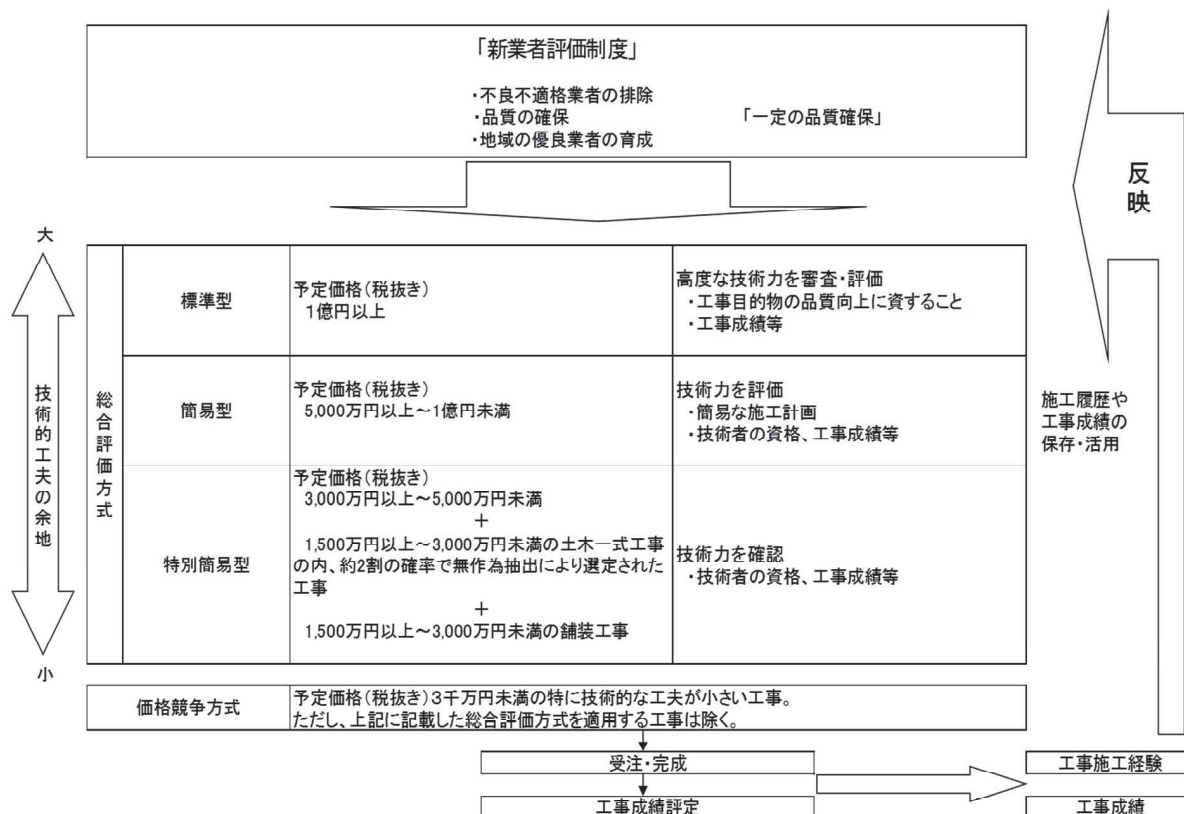 「新業者評価制度」
・不良不適格業者の排除
・品質の確保
「一定の品質確保」
・地域の優良業者の育成
反映
大
技術的工夫の余地
小
総合評価方式
標準型
予定価格(税抜き)
1億円以上
高度な技術力を審査・評価
・工事目的物の品質向上に資すること
・工事成績等
簡易型
予定価格(税抜き)
5,000万円以上~1億円未満
技術力を評価
・簡易な施工計画
・技術者の資格、工事成績等
特別簡易型
予定価格(税抜き)
3,000万円以上~5,000万円未満
+
1,500万円以上~3,000万円未満の土木一式工事
の内、約2割の確率で無作為抽出により選定された
工事
+
1,500万円以上~3,000万円未満の舗装工事
技術力を確認
・技術者の資格、工事成績等
施工履歴や
工事成績の
保存・活用
価格競争方式
予定価格(税抜き)3千万円未満の特に技術的な工夫が小さい工事。
ただし、上記に記載した総合評価方式を適用する工事は除く。
受注・完成
工事施工経験
工事成績評定
工事成績